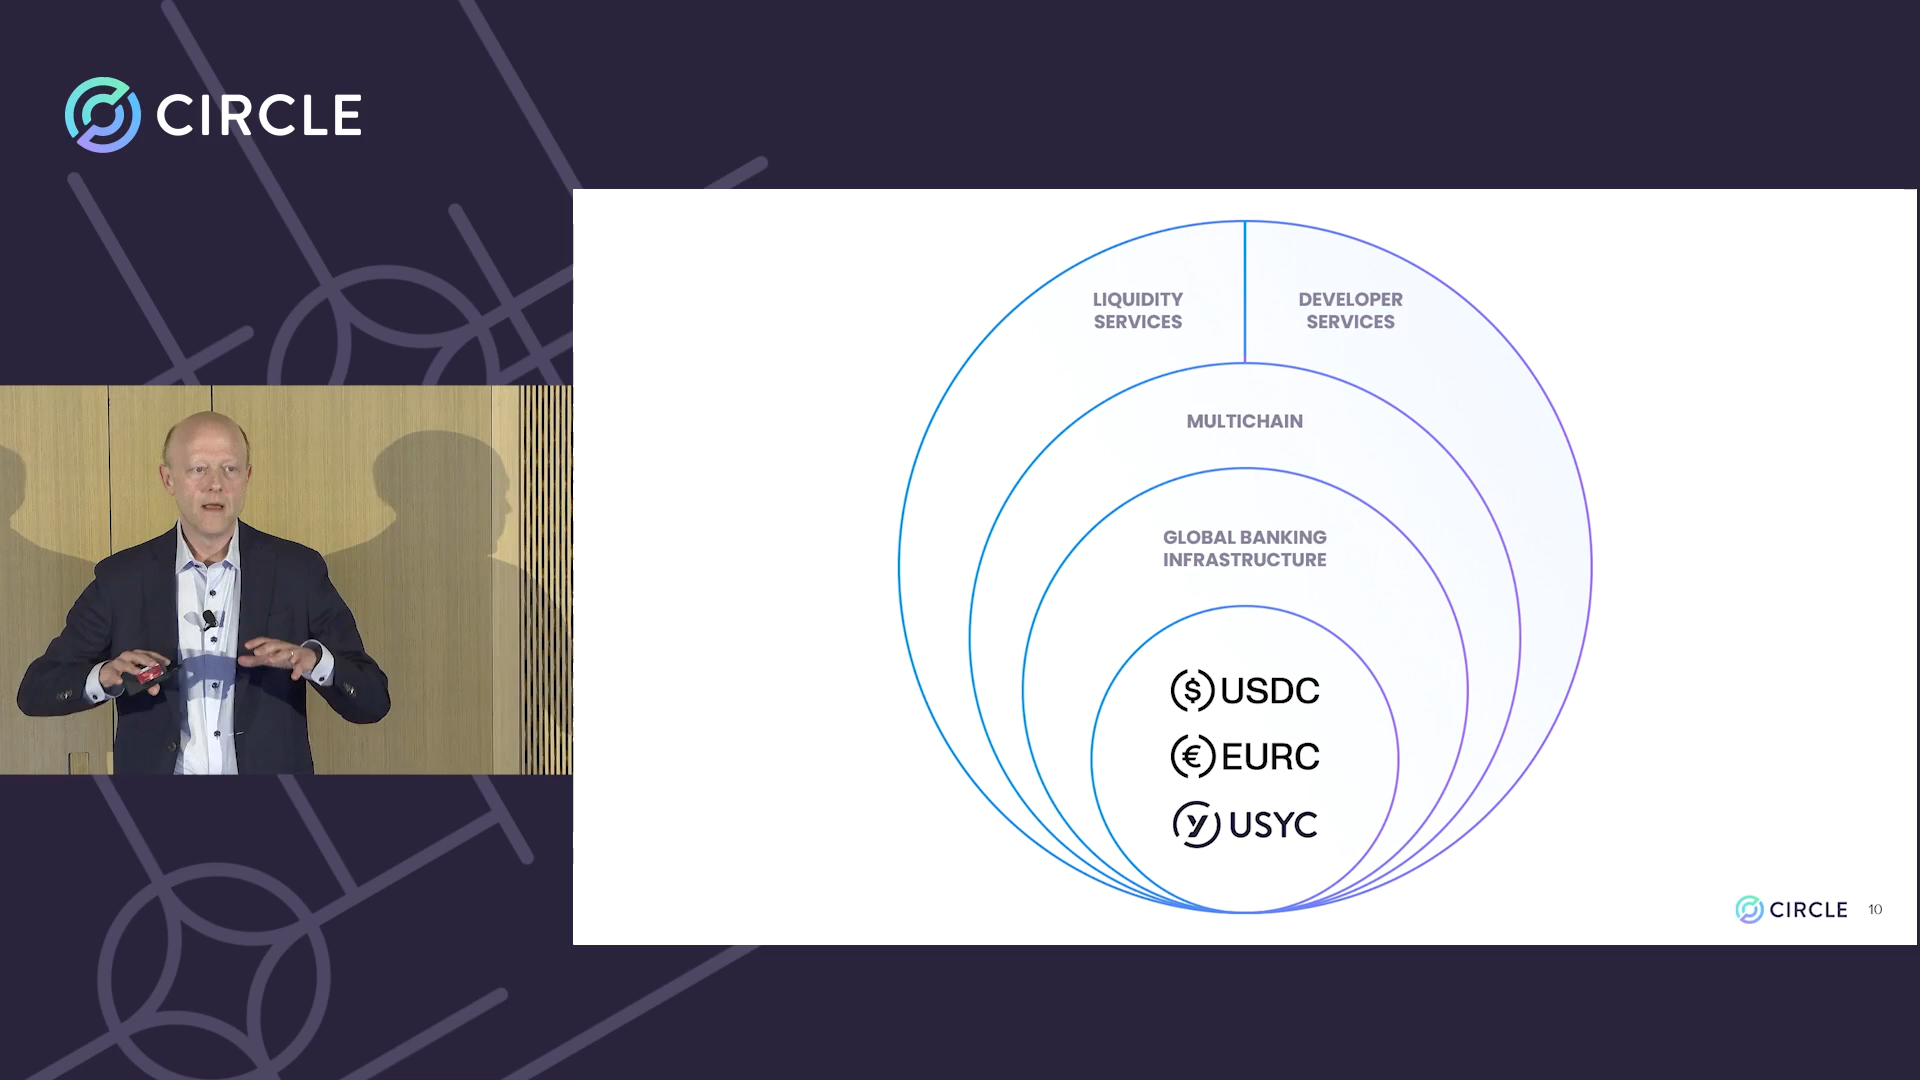 CIRCLE
LIQUIDITY
SERVICES
DEVELOPER
SERVICES
MULTICHAIN
GLOBAL BANKING
INFRASTRUCTURE
$ USDC
€ EURC
y USYC
CIRCLE 10